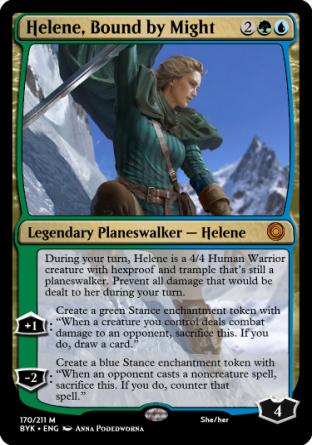 Helene, Bound by Might 2
Legendary Planeswalker — Helene
During your turn, Helene is a 4/4 Human Warrior
creature with hexproof and trample that's still a
planeswalker. Prevent all damage that would be
dealt to her during your turn.
+1: Create a green Stance enchantment token with
"When a creature you control deals combat
damage to an opponent, sacrifice this. If you
do, draw a card."
-2: Create a blue Stance enchantment token with
"When an opponent casts a noncreature spell,
sacrifice this. If you do, counter that
spell."
4
170/211 M She/her
BYK • ENG Anna Podedworna